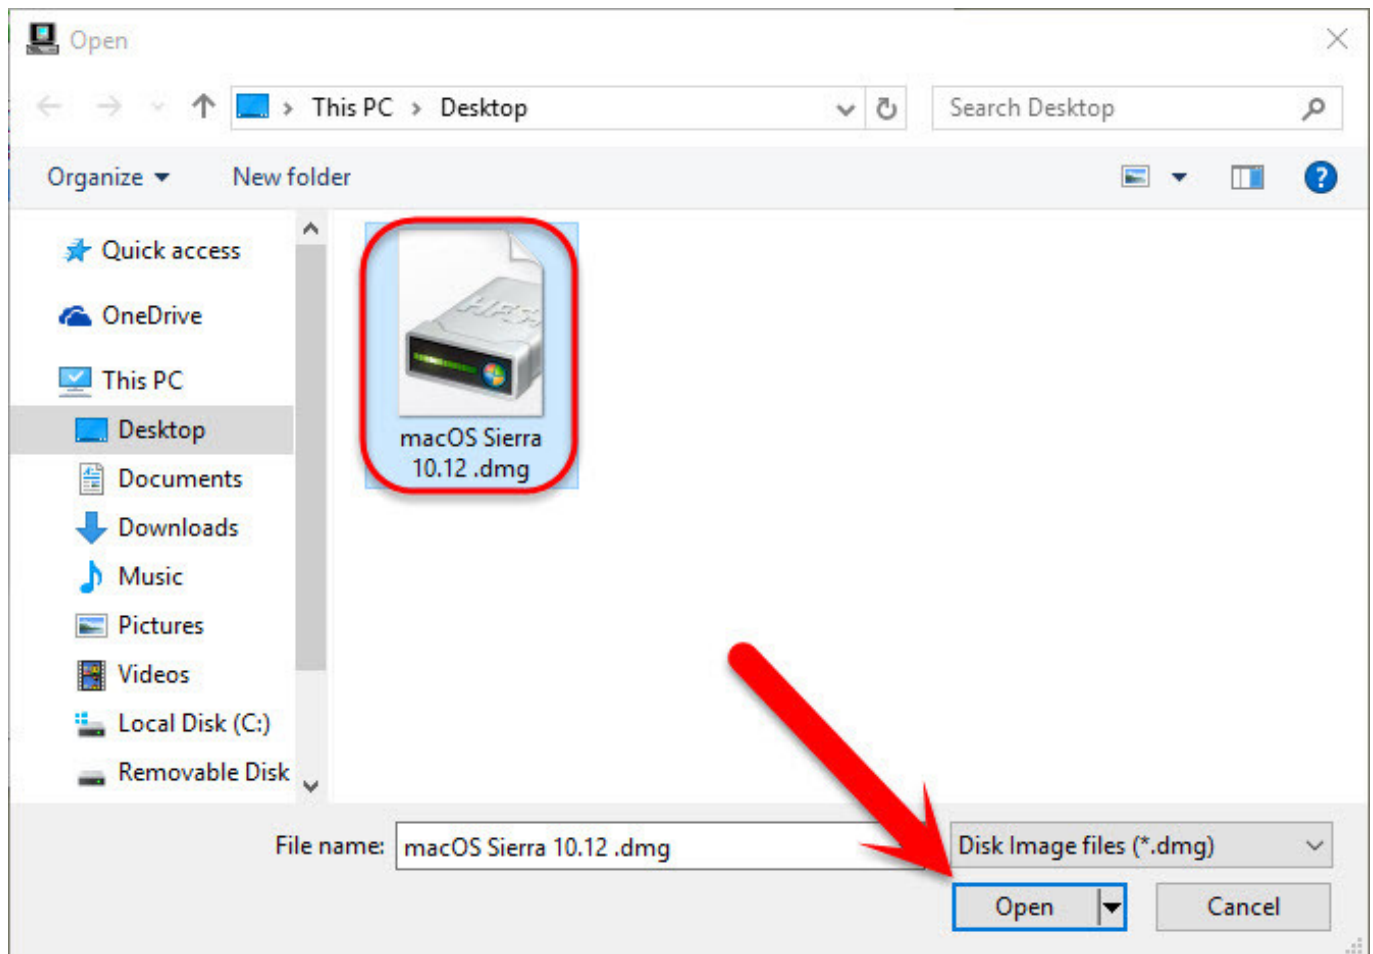 Open
This PC > Desktop
Search Desktop
Organize
New folder
?
Quick access
OneDrive
This PC
Desktop
Documents
Downloads
Music
Pictures
Videos
Local Disk (C:)
Removable Disk
HFS+
macOS Sierra
10.12 .dmg
File name: macOS Sierra 10.12 .dmg
Disk Image files (*.dmg)
Open
Cancel